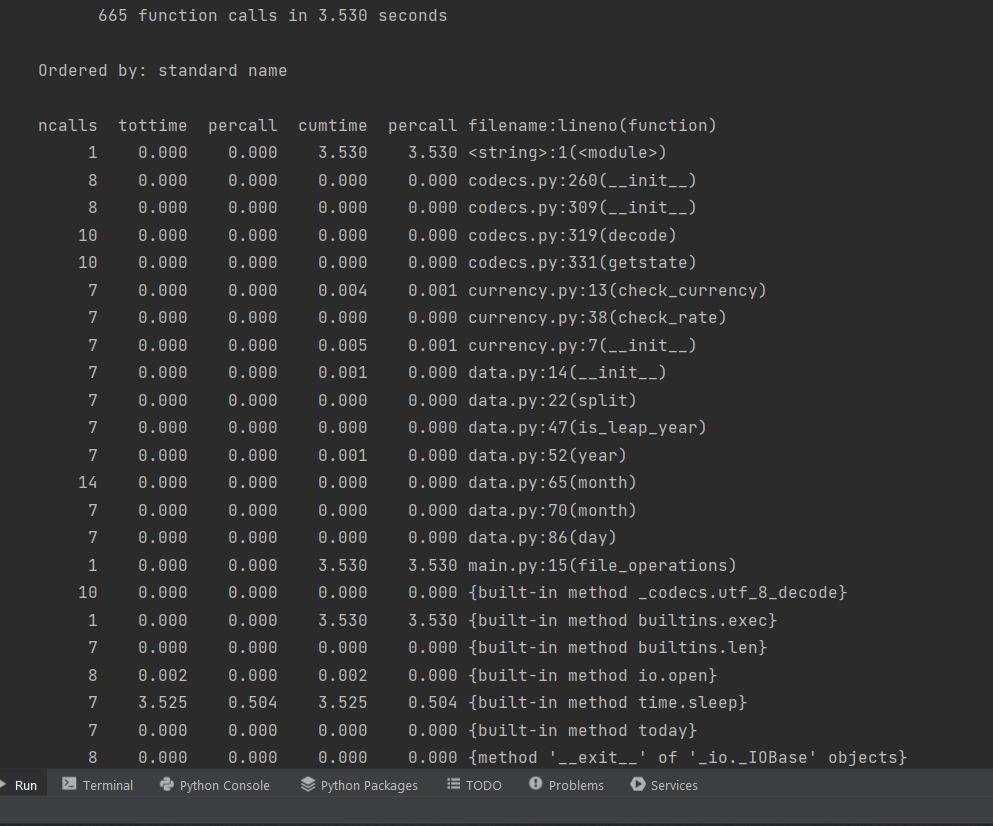 665 function calls in 3.530 seconds
Ordered by: standard name
ncalls tottime percall cumtime percall filename:lineno(function)
1 0.000 0.000 3.530 3.530 <string>:1(<module>)
8 0.000 0.000 0.000 0.000 codecs.py:260(__init__)
8 0.000 0.000 0.000 0.000 codecs.py:309(__init__)
10 0.000 0.000 0.000 0.000 codecs.py:319(decode)
10 0.000 0.000 0.000 0.000 codecs.py:331(getstate)
7 0.000 0.000 0.004 0.001 currency.py:13(check_currency)
7 0.000 0.000 0.000 0.000 currency.py:38(check_rate)
7 0.000 0.000 0.005 0.001 currency.py:7(__init__)
7 0.000 0.000 0.001 0.000 data.py:14(__init__)
7 0.000 0.000 0.000 0.000 data.py:22(split)
7 0.000 0.000 0.000 0.000 data.py:47(is_leap_year)
7 0.000 0.000 0.001 0.000 data.py:52(year)
14 0.000 0.000 0.000 0.000 data.py:65(month)
7 0.000 0.000 0.000 0.000 data.py:70(month)
7 0.000 0.000 0.000 0.000 data.py:86(day)
1 0.000 0.000 3.530 3.530 main.py:15(file_operations)
10 0.000 0.000 0.000 0.000 {built-in method _codecs.utf_8_decode}
1 0.000 0.000 3.530 3.530 {built-in method builtins.exec}
7 0.000 0.000 0.000 0.000 {built-in method builtins.len}
8 0.002 0.000 0.002 0.000 {built-in method io.open}
7 3.525 0.504 3.525 0.504 {built-in method time.sleep}
7 0.000 0.000 0.000 0.000 {built-in method today}
8 0.000 0.000 0.000 0.000 {method '__exit__' of '_io._IOBase' objects}
Run Terminal Python Console Python Packages TODO Problems Services